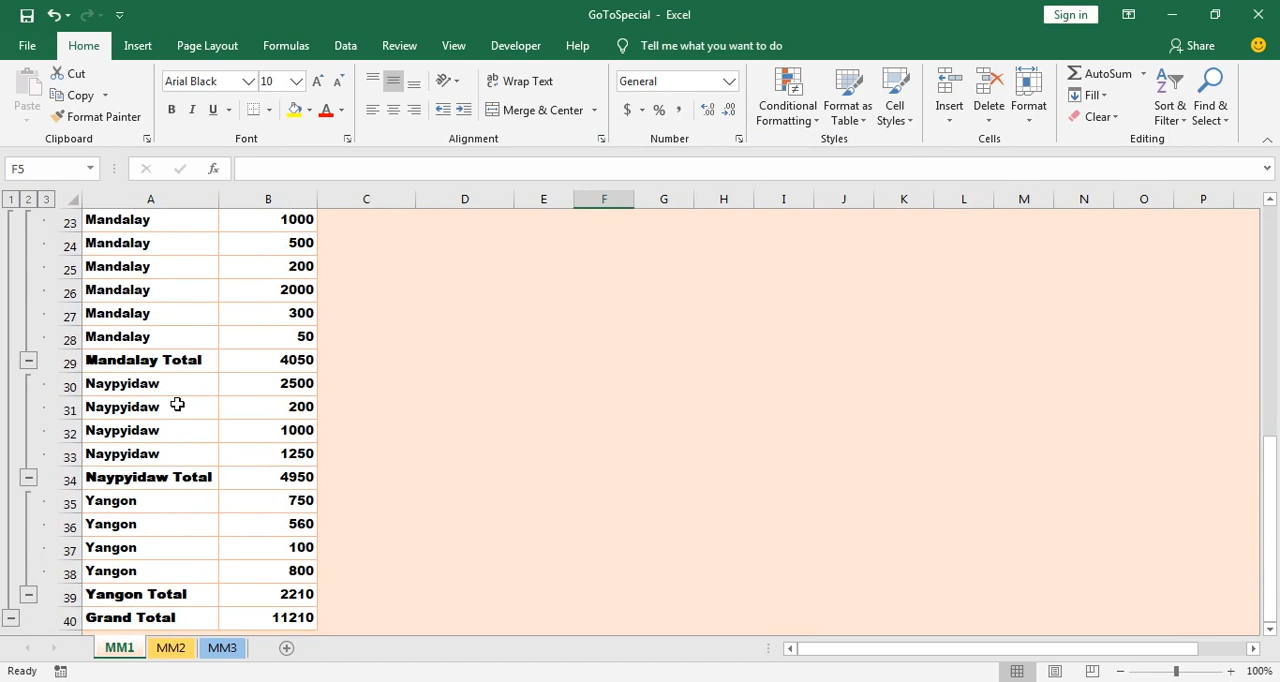 GoToSpecial - Excel
Sign in
File Home Insert Page Layout Formulas Data Review View Developer Help Tell me what you want to do Share
Paste
Cut
Copy
Format Painter
Clipboard
Arial Black 10
B I U A
Font
Wrap Text
Merge & Center
Alignment
General
$ % ,
Number
Conditional Formatting
Format as Table
Cell Styles
Styles
Insert Delete Format
Cells
AutoSum
Fill
Clear
Sort & Filter
Find & Select
Editing
F5 fx
1 2 3 A B C D E F G H I J K L M N O P
23 Mandalay 1000
24 Mandalay 500
25 Mandalay 200
26 Mandalay 2000
27 Mandalay 300
28 Mandalay 50
29 Mandalay Total 4050
30 Naypyidaw 2500
31 Naypyidaw 200
32 Naypyidaw 1000
33 Naypyidaw 1250
34 Naypyidaw Total 4950
35 Yangon 750
36 Yangon 560
37 Yangon 100
38 Yangon 800
39 Yangon Total 2210
40 Grand Total 11210
MM1 MM2 MM3
Ready 100%